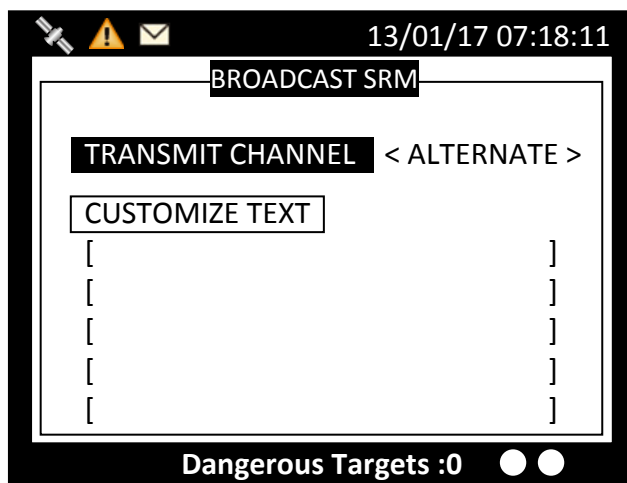 13/01/17 07:18:11
BROADCAST SRM
TRANSMIT CHANNEL < ALTERNATE >
CUSTOMIZE TEXT
[ ]
[ ]
[ ]
[ ]
[ ]
Dangerous Targets :0